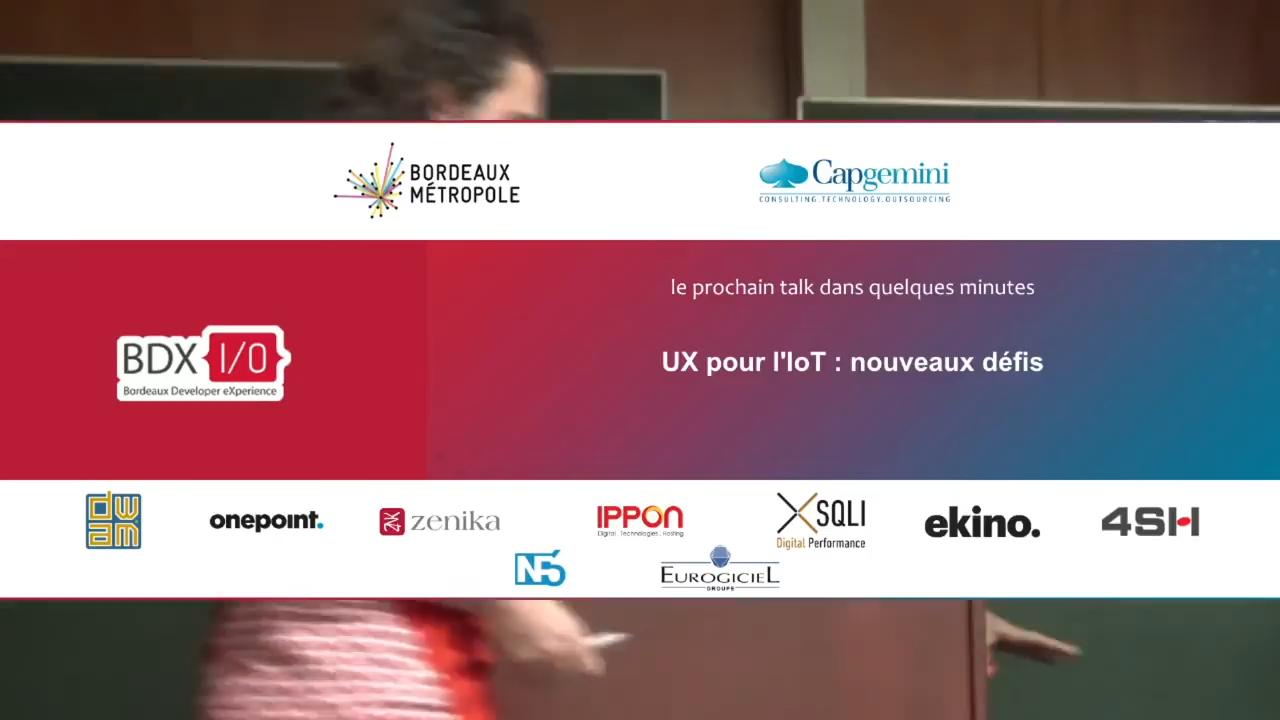 BORDEAUX
MÉTROPOLE
Capgemini
CONSULTING.TECHNOLOGY.OUTSOURCING
le prochain talk dans quelques minutes
UX pour l'IoT : nouveaux défis
BDX I/O
Bordeaux Developer eXperience
onepoint.
zenika
IPPON
Digital . Technologies . Hosting
SQLI
Digital Performance
ekino.
4SH
NF6
EUROGICIEL
GROUPE